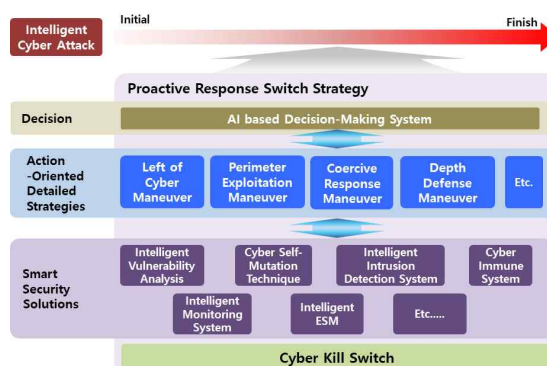 Initial
Finish
Intelligent
Cyber Attack
Proactive Response Switch Strategy
Decision
AI based Decision-Making System
Action
-Oriented
Detailed
Strategies
Left of
Cyber
Maneuver
Perimeter
Exploitation
Maneuver
Coercive
Response
Maneuver
Depth
Defense
Maneuver
Etc.
Smart
Security
Solutions
Intelligent
Vulnerability
Analysis
Cyber Self-
Mutation
Technique
Intelligent
Intrusion
Detection System
Cyber
Immune
System
Intelligent
Monitoring
System
Intelligent
ESM
Etc.....
Cyber Kill Switch